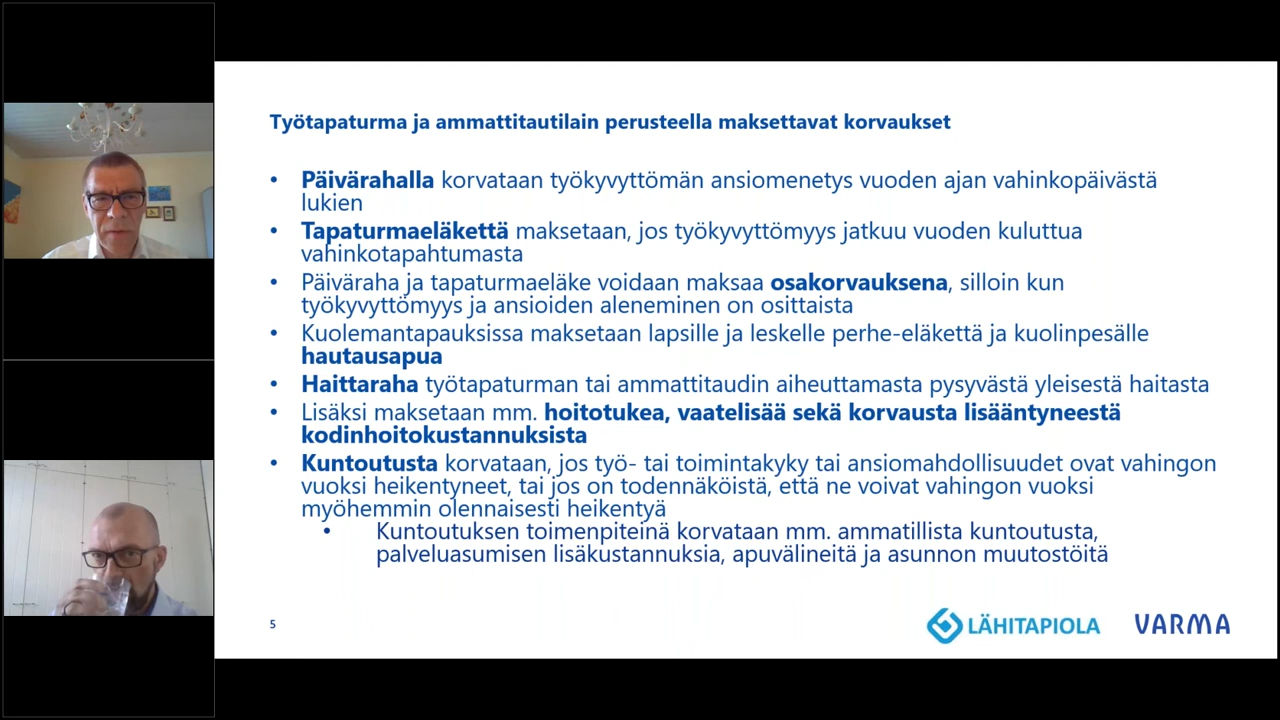 Työtapaturma ja ammattitautilain perusteella maksettavat korvaukset
• Päivärahalla korvataan työkyvyttömän ansiomenetys vuoden ajan vahinkopäivästä
lukien
• Tapaturmaeläkettä maksetaan, jos työkyvyttömyys jatkuu vuoden kuluttua
vahinkotapahtumasta
• Päiväraha ja tapaturmaeläke voidaan maksaa osakorvauksena, silloin kun
työkyvyttömyys ja ansioiden aleneminen on osittaista
• Kuolemantapauksissa maksetaan lapsille ja leskelle perhe-eläkettä ja kuolinpesälle
hautausapua
• Haittaraha työtapaturman tai ammattitaudin aiheuttamasta pysyvästä yleisestä haitasta
• Lisäksi maksetaan mm. hoitotukea, vaatelisää sekä korvausta lisääntyneestä
kodinhoitokustannuksista
• Kuntoutusta korvataan, jos työ- tai toimintakyky tai ansiomahdollisuudet ovat vahingon
vuoksi heikentyneet, tai jos on todennäköistä, että ne voivat vahingon vuoksi
myöhemmin olennaisesti heikentyä
• Kuntoutuksen toimenpiteinä korvataan mm. ammatillista kuntoutusta,
palveluasumisen lisäkustannuksia, apuvälineitä ja asunnon muutostöitä
5
LÄHITAPIOLA
VARMA